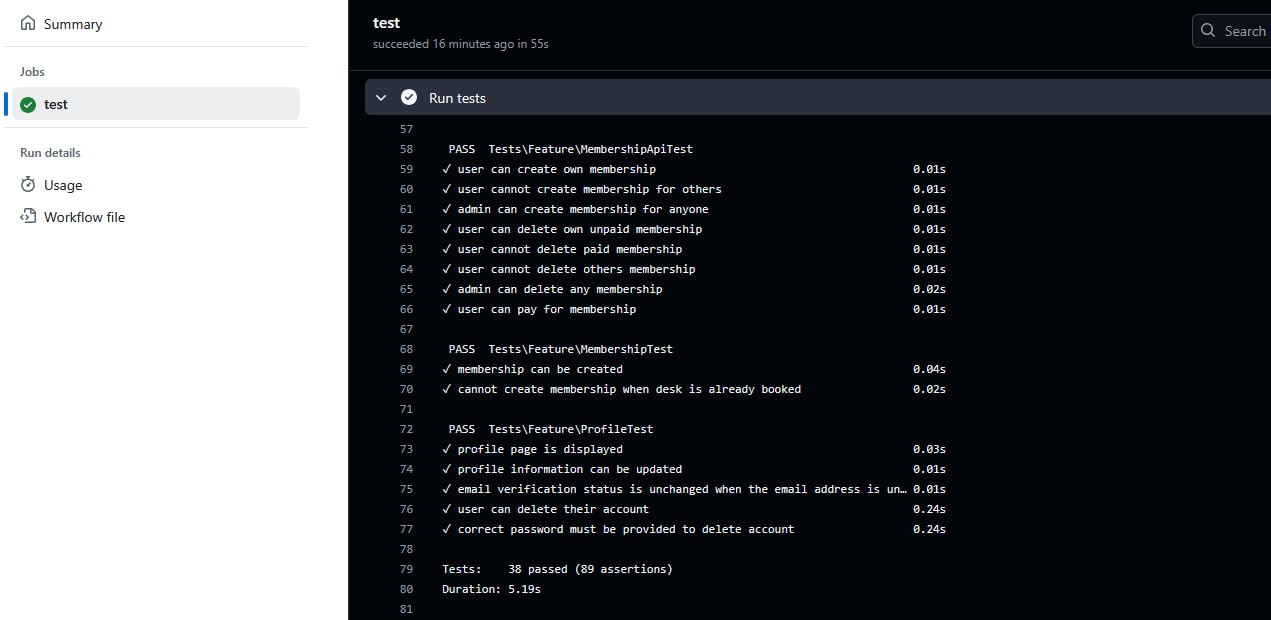 Summary
Jobs
test
Run details
Usage
Workflow file
test
succeeded 16 minutes ago in 55s
Search
Run tests
57
58 PASS Tests\Feature\MembershipApiTest
59 ✓ user can create own membership 0.01s
60 ✓ user cannot create membership for others 0.01s
61 ✓ admin can create membership for anyone 0.01s
62 ✓ user can delete own unpaid membership 0.01s
63 ✓ user cannot delete paid membership 0.01s
64 ✓ user cannot delete others membership 0.01s
65 ✓ admin can delete any membership 0.02s
66 ✓ user can pay for membership 0.01s
67
68 PASS Tests\Feature\MembershipTest
69 ✓ membership can be created 0.04s
70 ✓ cannot create membership when desk is already booked 0.02s
71
72 PASS Tests\Feature\ProfileTest
73 ✓ profile page is displayed 0.03s
74 ✓ profile information can be updated 0.01s
75 ✓ email verification status is unchanged when the email address is un… 0.01s
76 ✓ user can delete their account 0.24s
77 ✓ correct password must be provided to delete account 0.24s
78
79 Tests: 38 passed (89 assertions)
80 Duration: 5.19s
81